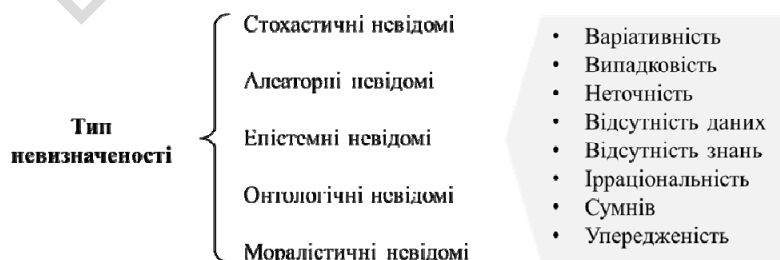 Тип
невизначеності
Стохастичні невідомі
Алеаторні невідомі
Епістемні невідомі
Онтологічні невідомі
Моралістичні невідомі
• Варіативність
• Випадковість
• Неточність
• Відсутність даних
• Відсутність знань
• Ірраціональність
• Сумнів
• Упередженість